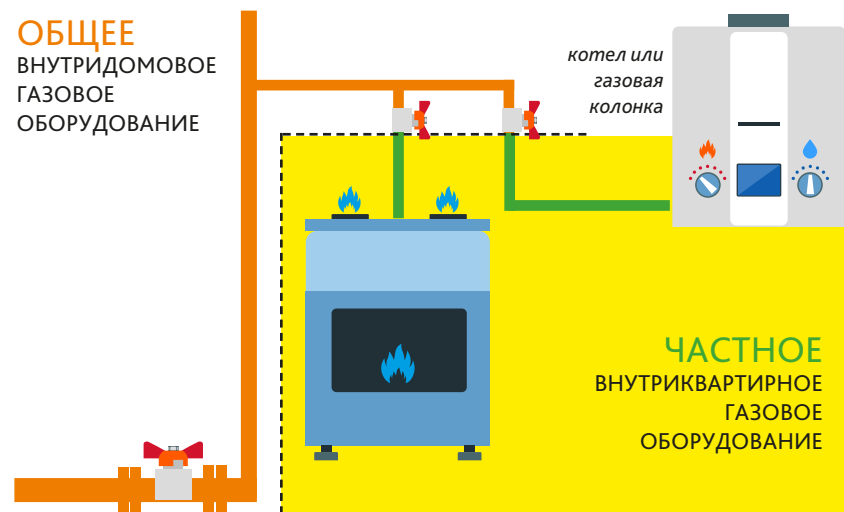 ОБЩЕЕ
ВНУТРИДОМОВОЕ
ГАЗОВОЕ
ОБОРУДОВАНИЕ
котел или
газовая
колонка
ЧАСТНОЕ
ВНУТРИКВАРТИРНОЕ
ГАЗОВОЕ
ОБОРУДОВАНИЕ